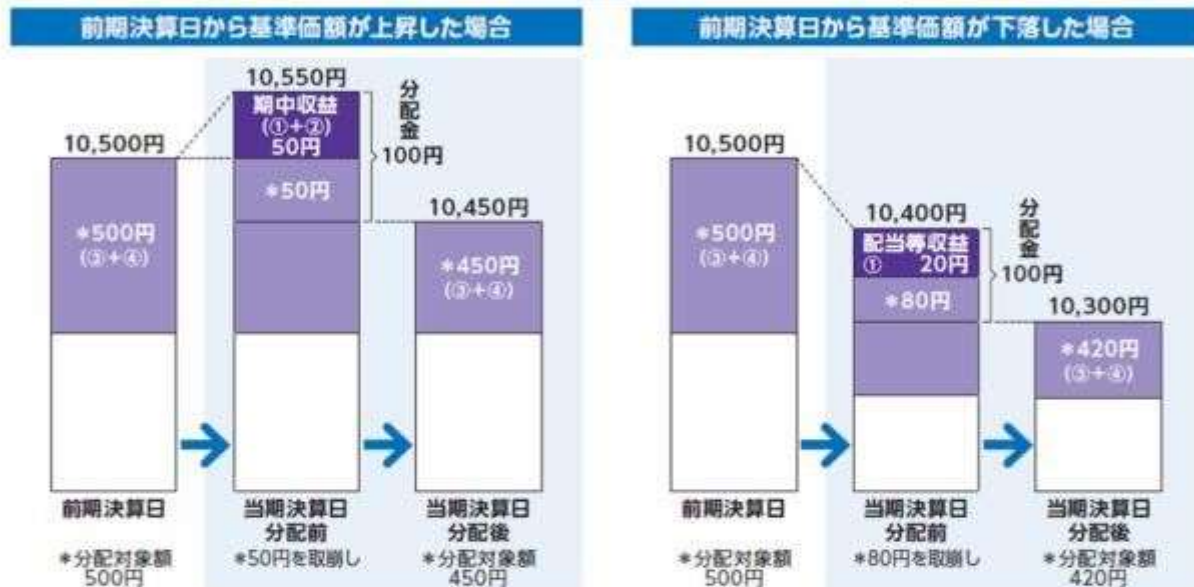 前期決算日から基準価額が上昇した場合
10,550円
期中収益
(①+②)
50円
分配金
100円
10,500円
*50円
*500円
(③+④)
10,450円
*450円
(③+④)
前期決算日
当期決算日
分配前
当期決算日
分配後
*分配対象額
500円
*50円を取崩し
*分配対象額
450円
前期決算日から基準価額が下落した場合
10,500円
*500円
(③+④)
10,400円
配当等収益
① 20円
分配金
100円
*80円
10,300円
*420円
(③+④)
前期決算日
当期決算日
分配前
当期決算日
分配後
*分配対象額
500円
*80円を取崩し
*分配対象額
420円